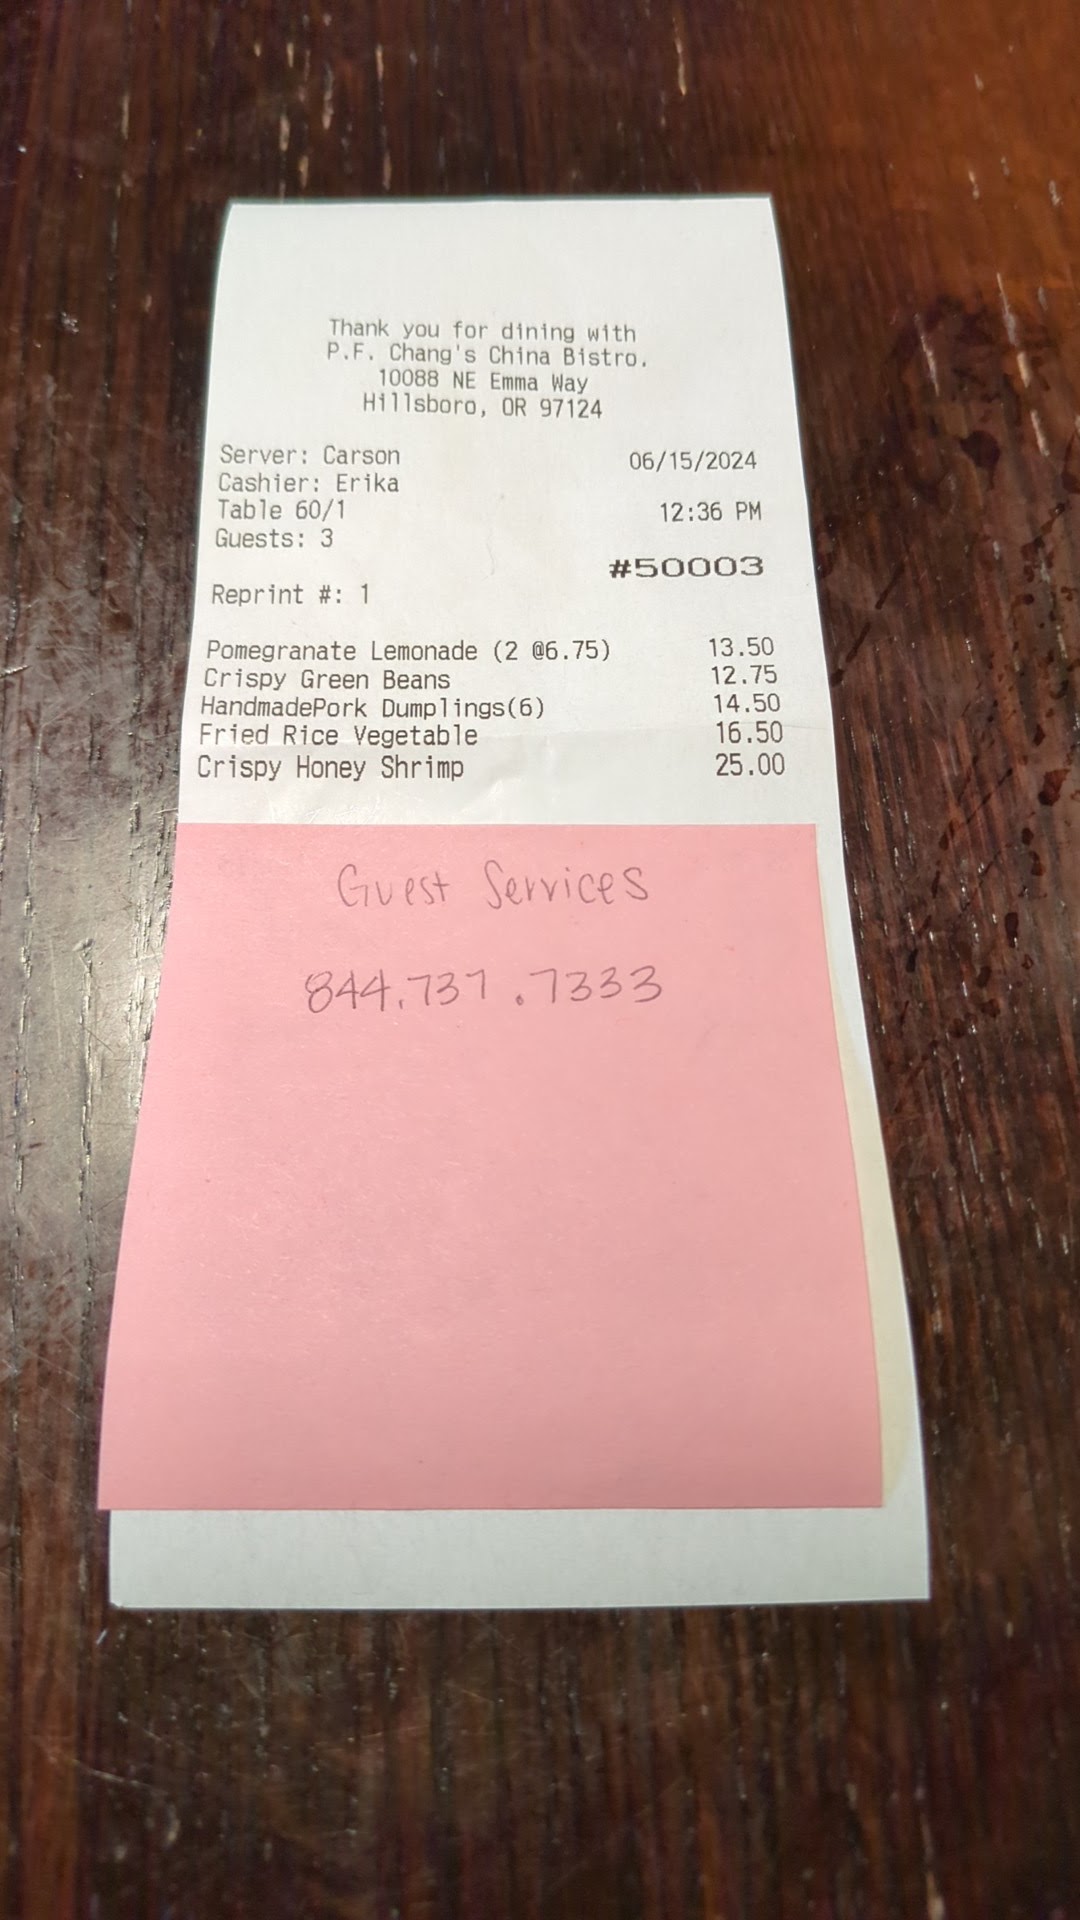 Thank you for dining with
P.F. Chang's China Bistro.
10088 NE Emma Way
Hillsboro, OR 97124
Server: Carson 06/15/2024
Cashier: Erika
Table 60/1 12:36 PM
Guests: 3
#50003
Reprint #: 1
Pomegranate Lemonade (2 @6.75) 13.50
Crispy Green Beans 12.75
HandmadePork Dumplings(6) 14.50
Fried Rice Vegetable 16.50
Crispy Honey Shrimp 25.00
Guest Services
844.737.7333